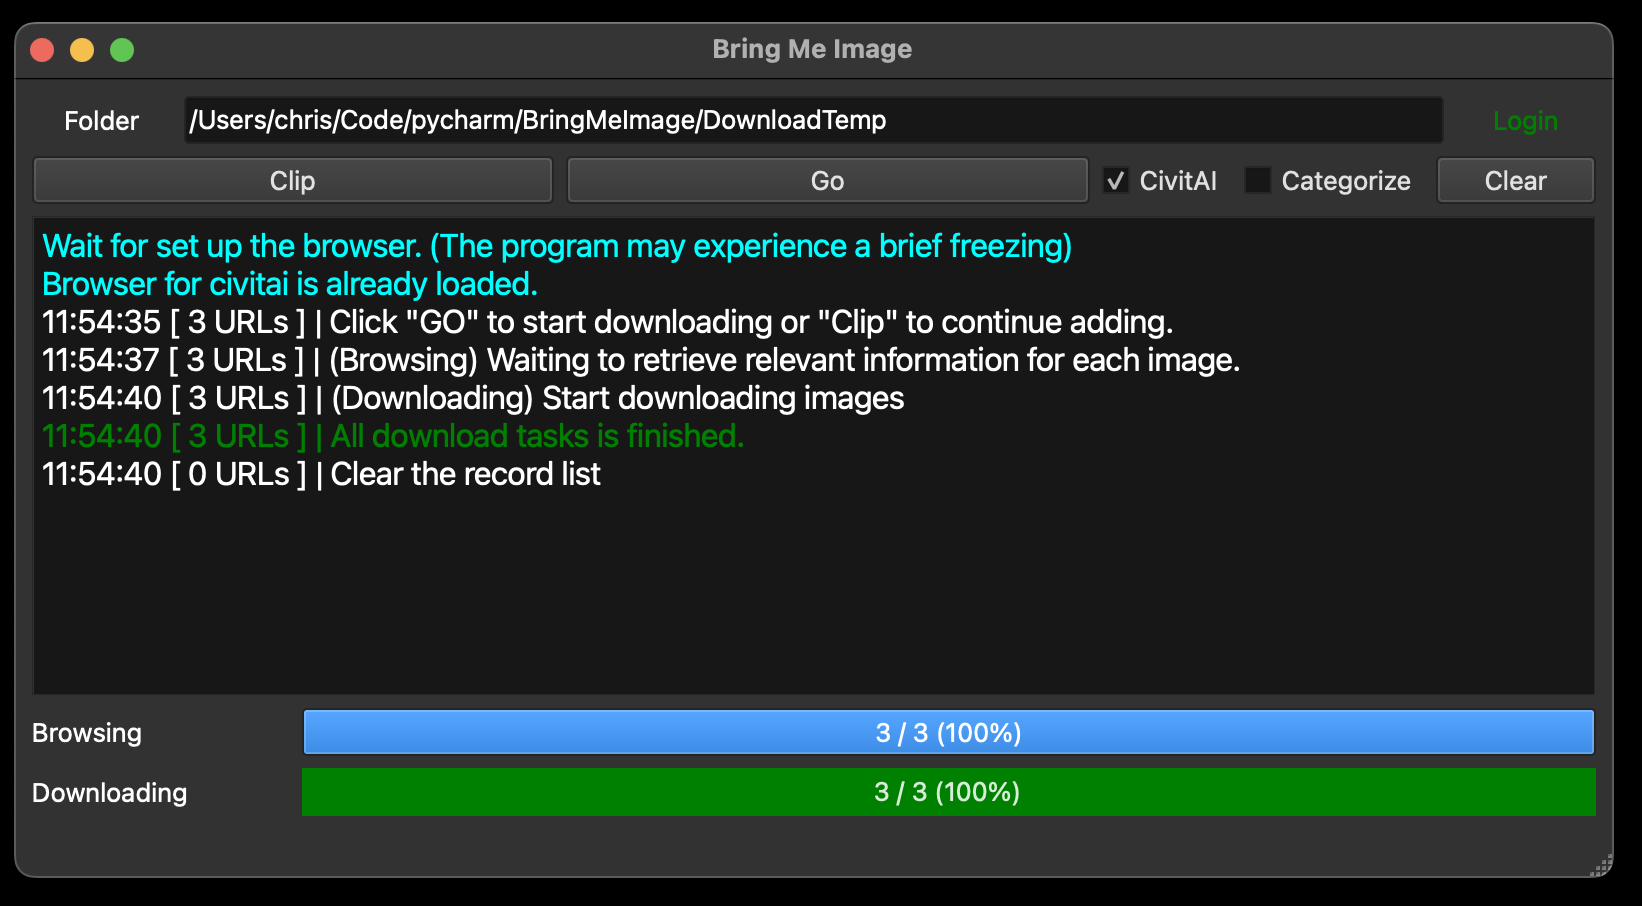 Bring Me Image
Folder /Users/chris/Code/pycharm/BringMeImage/DownloadTemp Login
Clip Go CivitAI Categorize Clear
Wait for set up the browser. (The program may experience a brief freezing)
Browser for civitai is already loaded.
11:54:35 [ 3 URLs ] | Click "GO" to start downloading or "Clip" to continue adding.
11:54:37 [ 3 URLs ] | (Browsing) Waiting to retrieve relevant information for each image.
11:54:40 [ 3 URLs ] | (Downloading) Start downloading images
11:54:40 [ 3 URLs ] | All download tasks is finished.
11:54:40 [ 0 URLs ] | Clear the record list
Browsing 3 / 3 (100%)
Downloading 3 / 3 (100%)